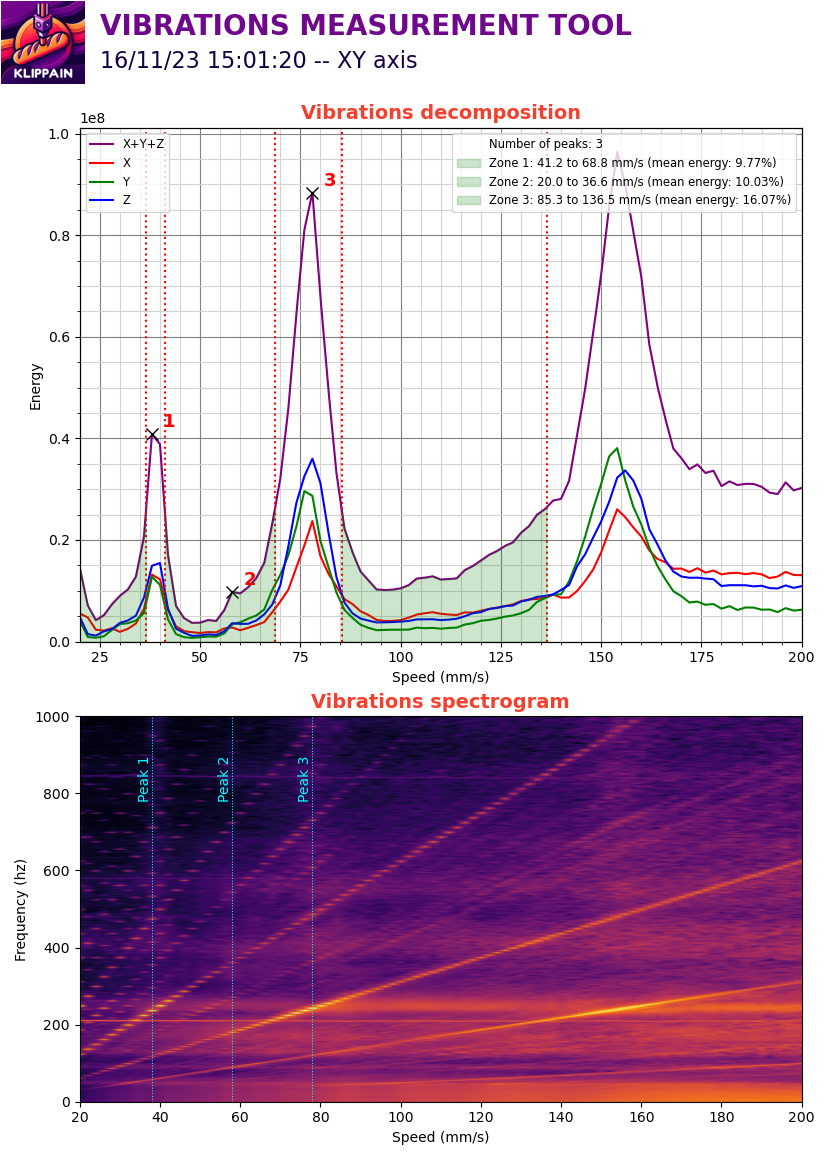 KLIPPAIN
VIBRATIONS MEASUREMENT TOOL
16/11/23 15:01:20 -- XY axis
Vibrations decomposition
1e8
X+Y+Z
X
Y
Z
Number of peaks: 3
Zone 1: 41.2 to 68.8 mm/s (mean energy: 9.77%)
Zone 2: 20.0 to 36.6 mm/s (mean energy: 10.03%)
Zone 3: 85.3 to 136.5 mm/s (mean energy: 16.07%)
1
2
3
Energy
1.0
0.8
0.6
0.4
0.2
0.0
25 50 75 100 125 150 175 200
Speed (mm/s)
Vibrations spectrogram
Peak 1
Peak 2
Peak 3
Frequency (hz)
1000
800
600
400
200
0
20 40 60 80 100 120 140 160 180 200
Speed (mm/s)